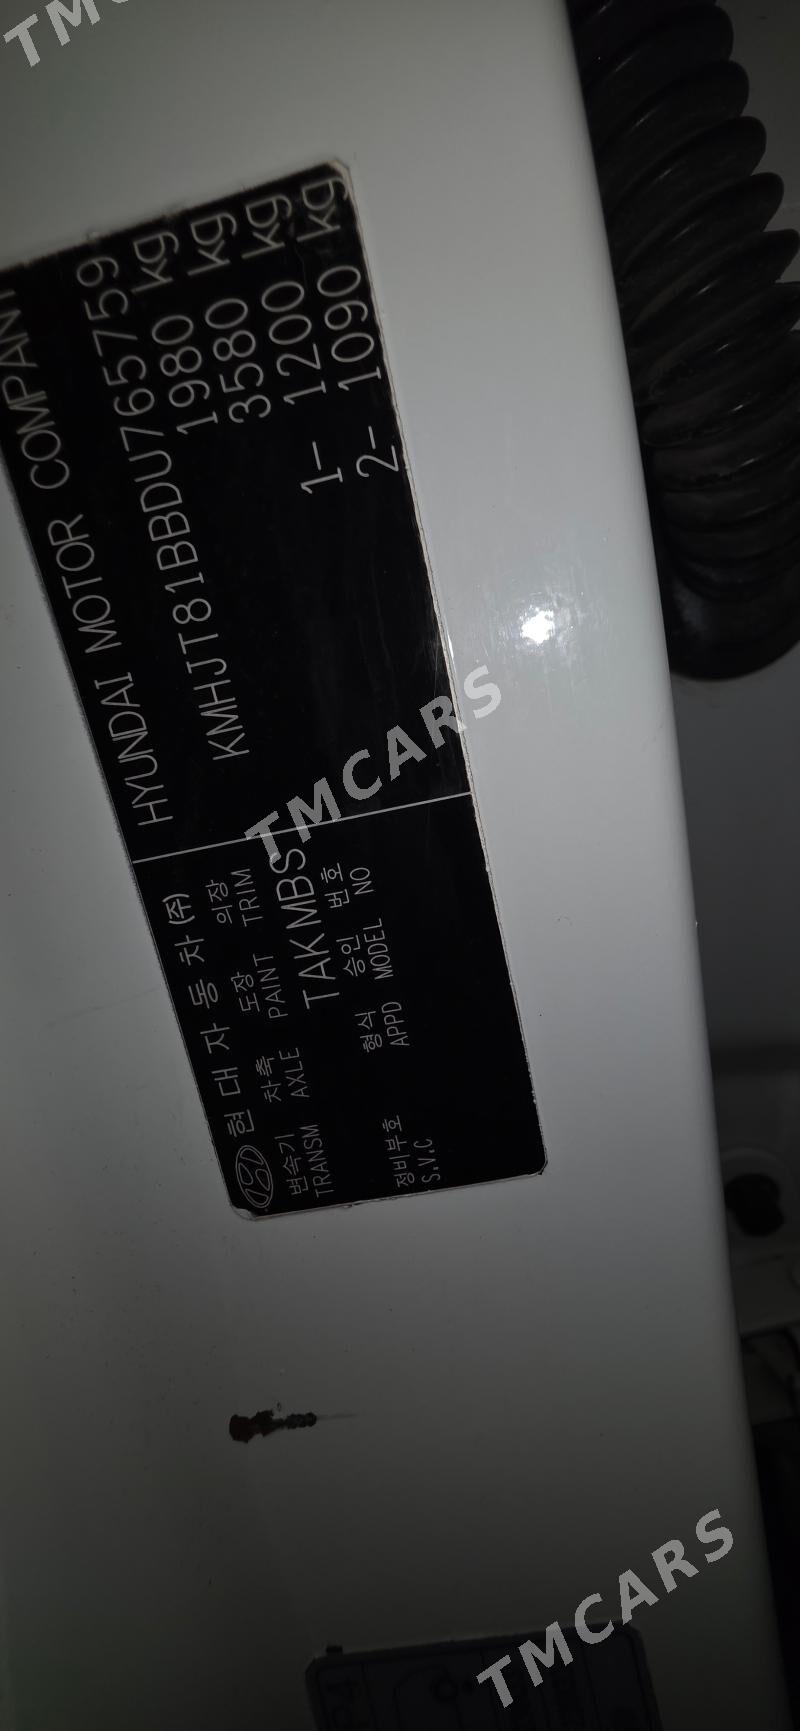 TMCARS
현대자동차(주) HYUNDAI MOTOR COMPANY
변속기 차축 도장 의장 KMHJT81BBDU765759
TRANSM AXLE PAINT TRIM 1980 kg
3580 kg
TAKMBS 1- 1200 kg
형식 승인 번호 2- 1090 kg
APPD MODEL NO
정비부호
S.V.C
TMCARS
TMCARS